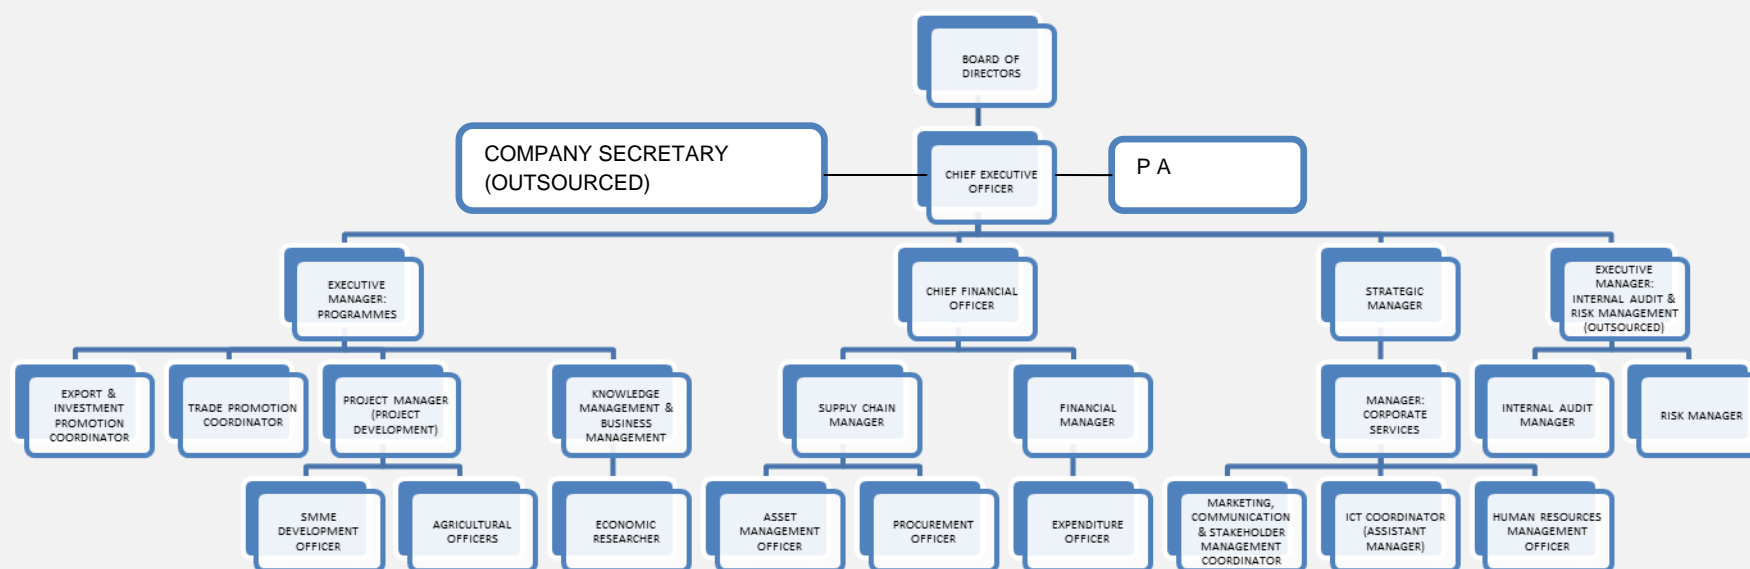 BOARD OF
DIRECTORS
COMPANY SECRETARY
(OUTSOURCED)
CHIEF EXECUTIVE
OFFICER
P A
EXECUTIVE
MANAGER:
PROGRAMMES
CHIEF FINANCIAL
OFFICER
STRATEGIC
MANAGER
EXECUTIVE
MANAGER:
INTERNAL AUDIT &
RISK MANAGEMENT
(OUTSOURCED)
EXPORT &
INVESTMENT
PROMOTION
COORDINATOR
TRADE PROMOTION
COORDINATOR
PROJECT MANAGER
(PROJECT
DEVELOPMENT)
KNOWLEDGE
MANAGEMENT &
BUSINESS
MANAGEMENT
SUPPLY CHAIN
MANAGER
FINANCIAL
MANAGER
MANAGER:
CORPORATE
SERVICES
INTERNAL AUDIT
MANAGER
RISK MANAGER
SMME
DEVELOPMENT
OFFICER
AGRICULTURAL
OFFICERS
ECONOMIC
RESEARCHER
ASSET
MANAGEMENT
OFFICER
PROCUREMENT
OFFICER
EXPENDITURE
OFFICER
MARKETING,
COMMUNICATION
& STAKEHOLDER
MANAGEMENT
COORDINATOR
ICT COORDINATOR
(ASSISTANT
MANAGER)
HUMAN RESOURCES
MANAGEMENT
OFFICER